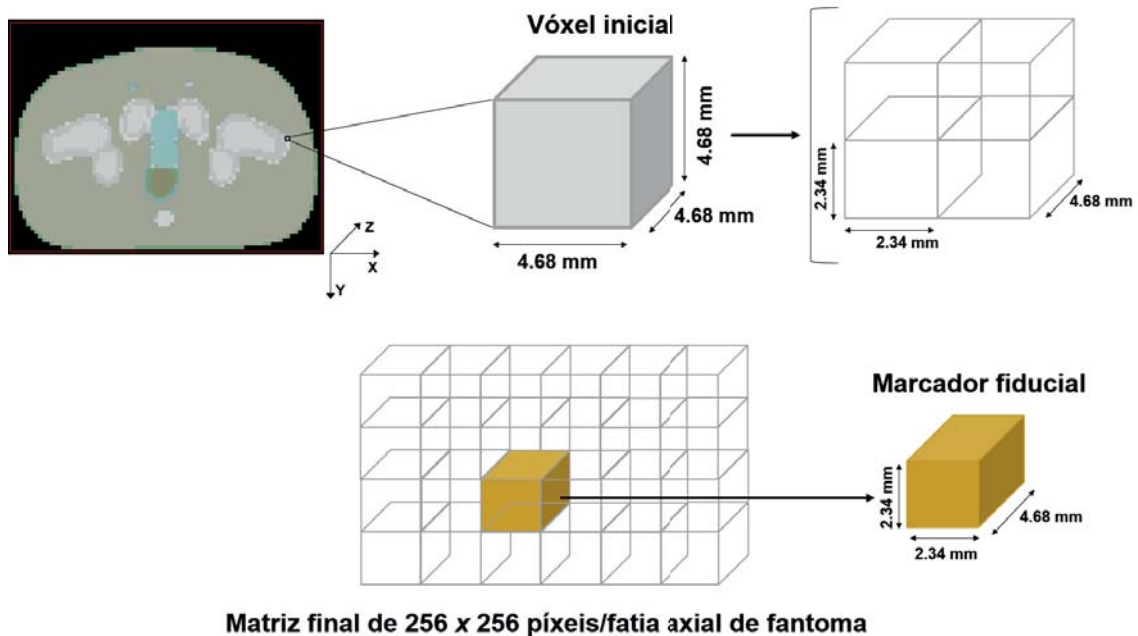 Vóxel inicial
4.68 mm
4.68 mm
4.68 mm
2.34 mm
2.34 mm
4.68 mm
Z
X
Y
Marcador fiducial
2.34 mm
2.34 mm
4.68 mm
Matriz final de 256 x 256 píxeis/fatia axial de fantoma